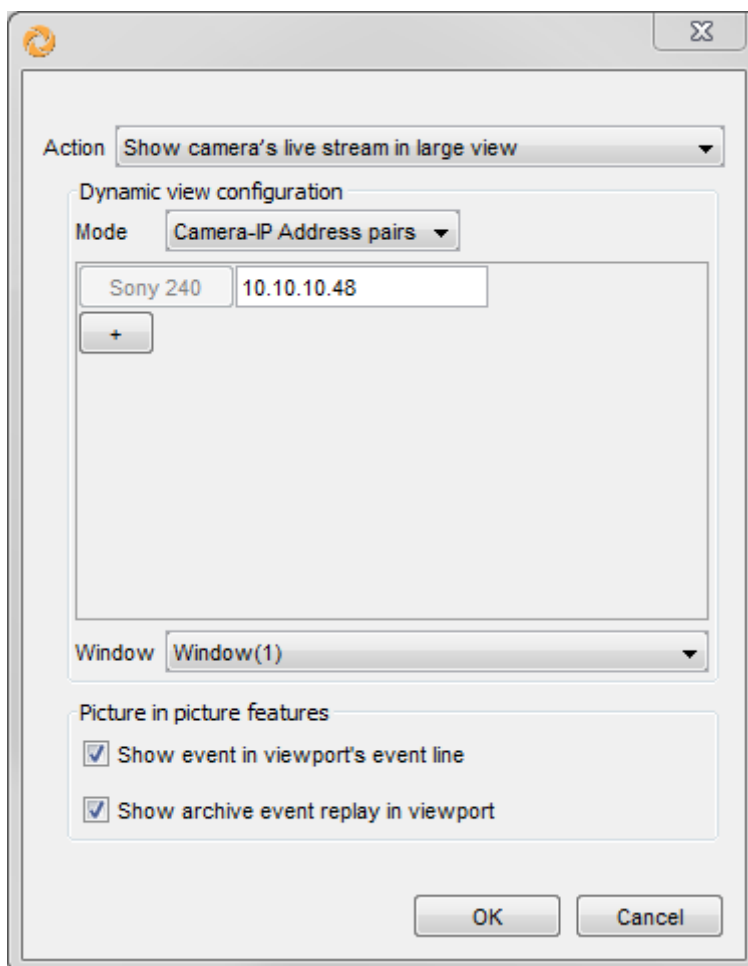 Action Show camera's live stream in large view
Dynamic view configuration
Mode Camera-IP Address pairs
Sony 240 10.10.10.48
+
Window Window(1)
Picture in picture features
Show event in viewport's event line
Show archive event replay in viewport
OK Cancel